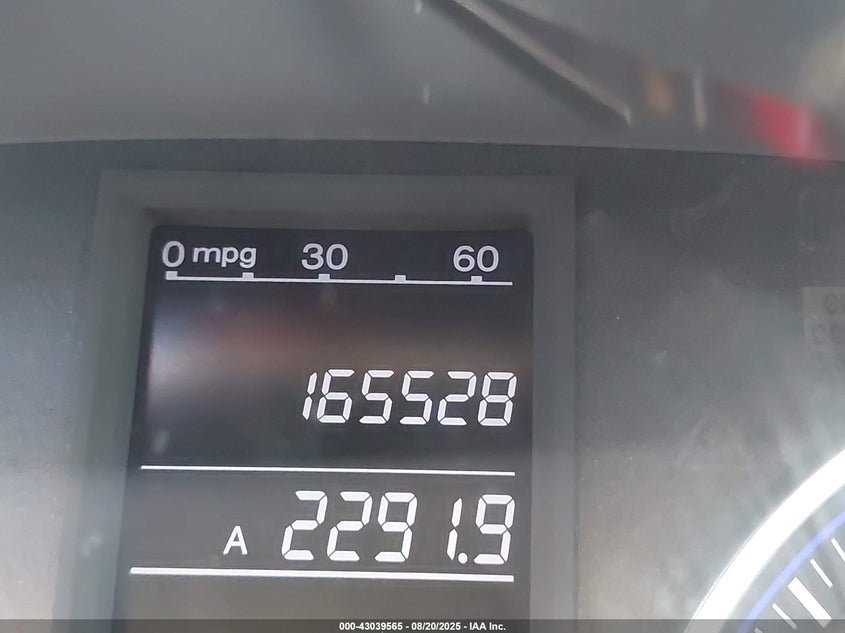 0 mpg 30 60
165528
A 2291.9
000-43039565 - 08/20/2025 - IAA Inc.